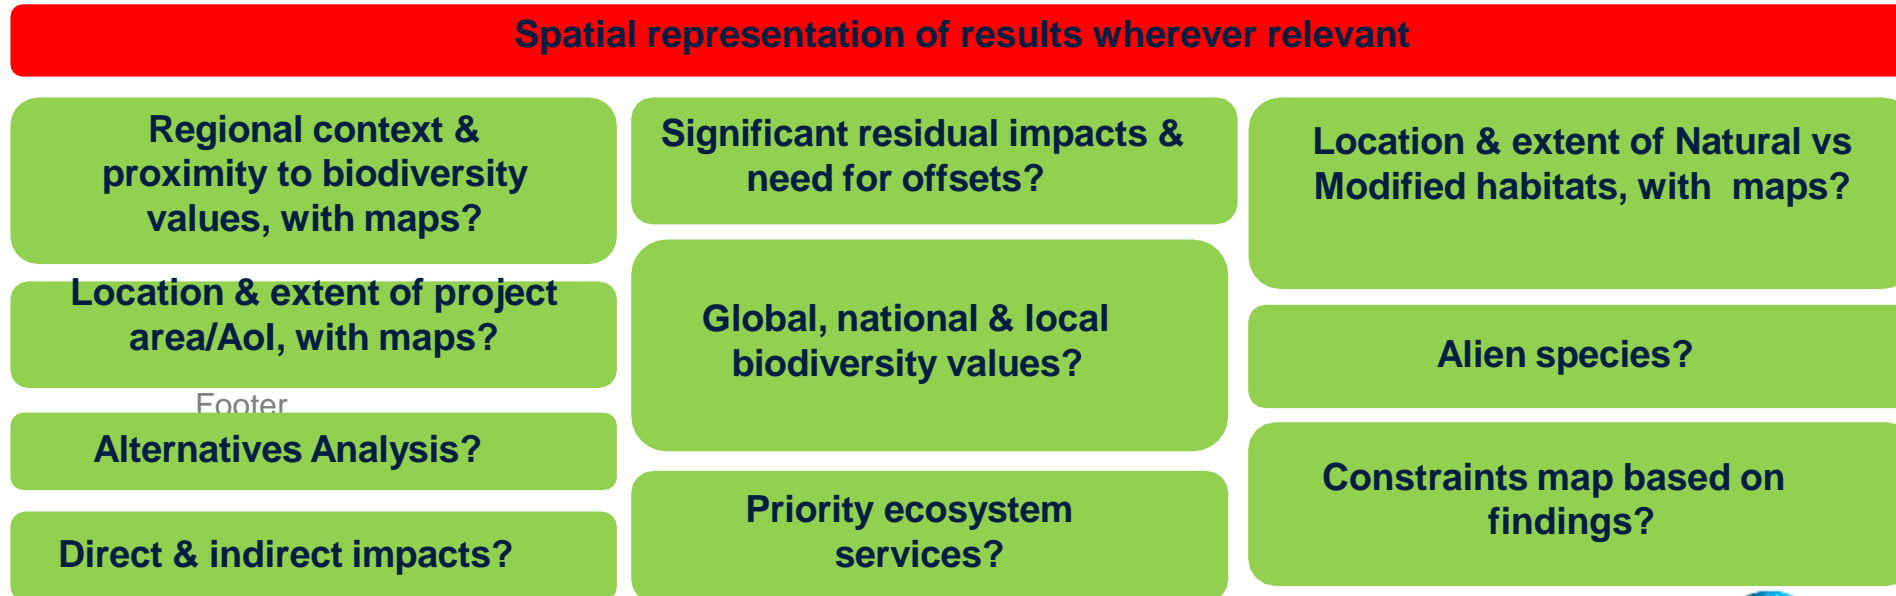 Spatial representation of results wherever relevant
Regional context &
proximity to biodiversity
values, with maps?
Location & extent of project
area/AoI, with maps?
Footer
Alternatives Analysis?
Direct & indirect impacts?
Significant residual impacts &
need for offsets?
Global, national & local
biodiversity values?
Priority ecosystem
services?
Location & extent of Natural vs
Modified habitats, with maps?
Alien species?
Constraints map based on
findings?